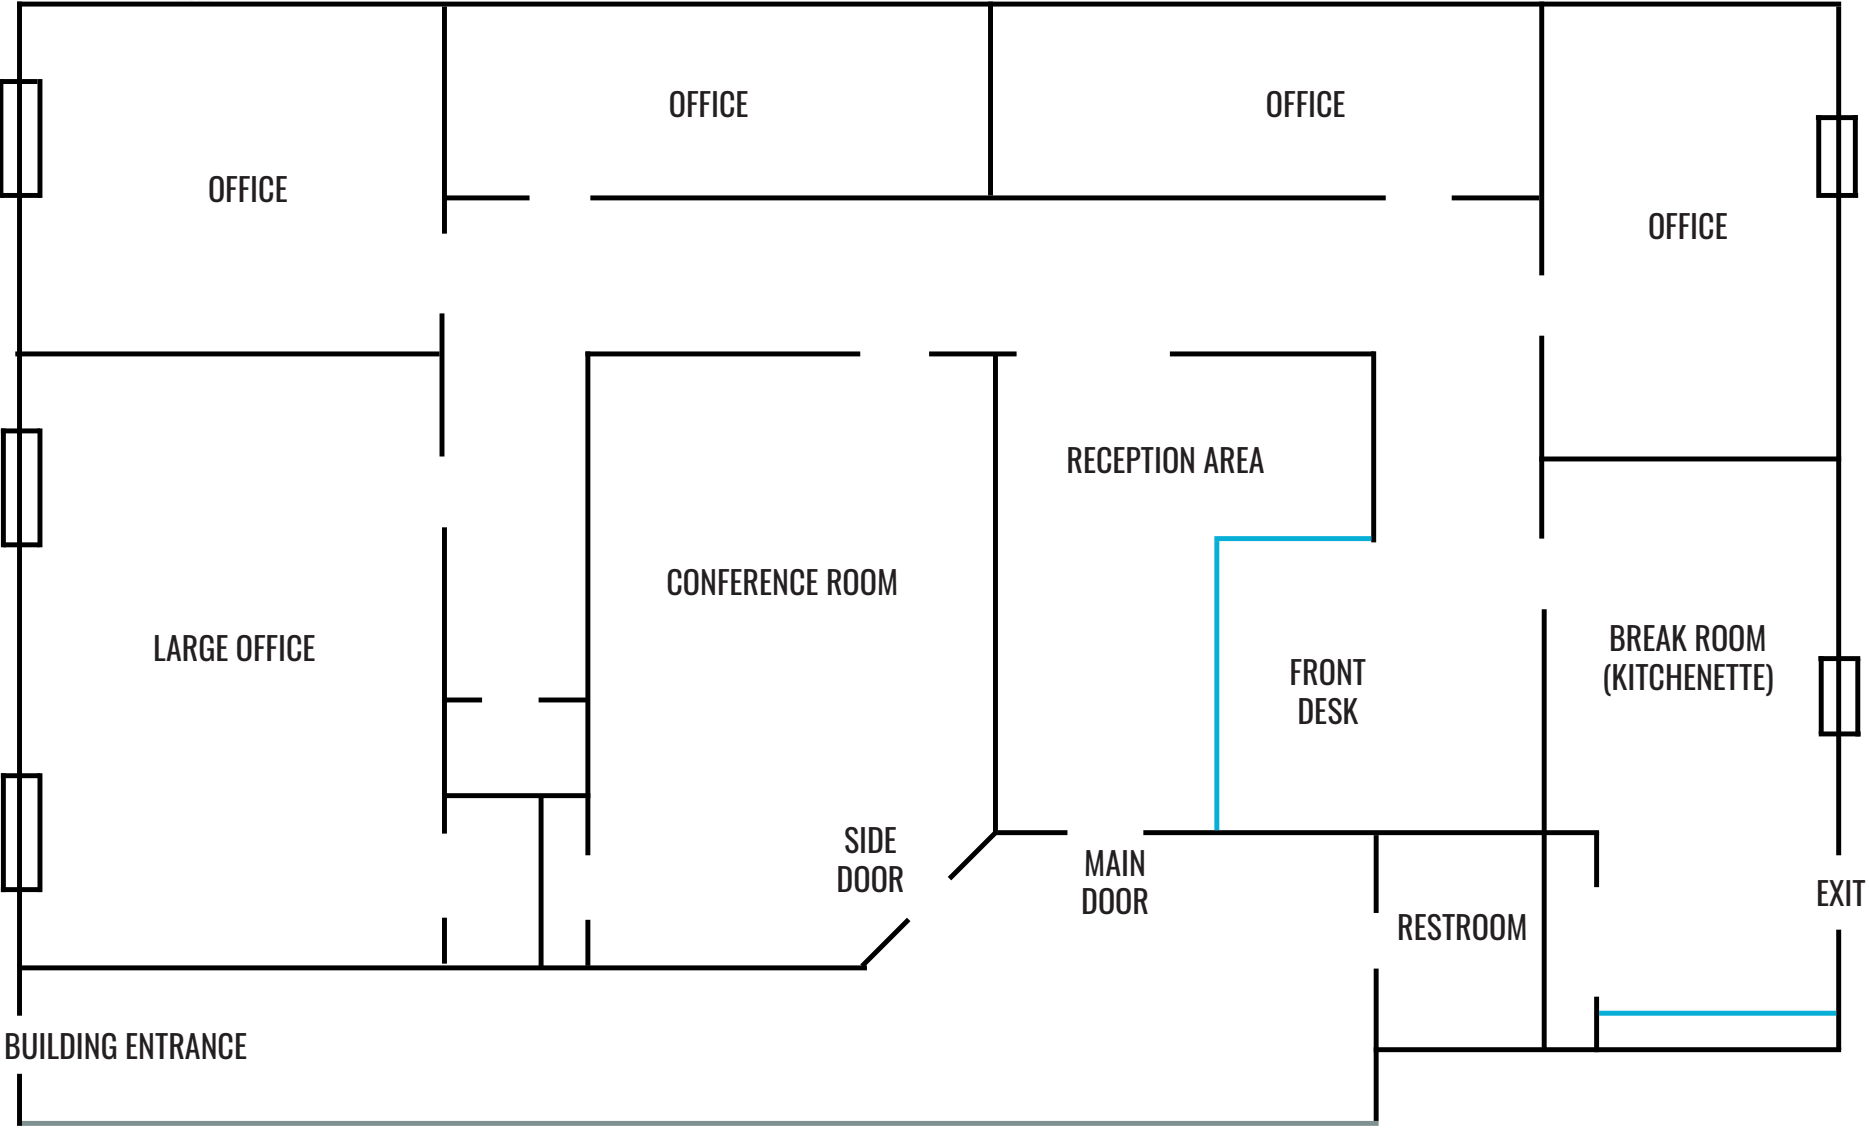 OFFICE
OFFICE
OFFICE
OFFICE
RECEPTION AREA
CONFERENCE ROOM
LARGE OFFICE
BREAK ROOM
(KITCHENETTE)
FRONT
DESK
SIDE
DOOR
MAIN
DOOR
EXIT
RESTROOM
BUILDING ENTRANCE